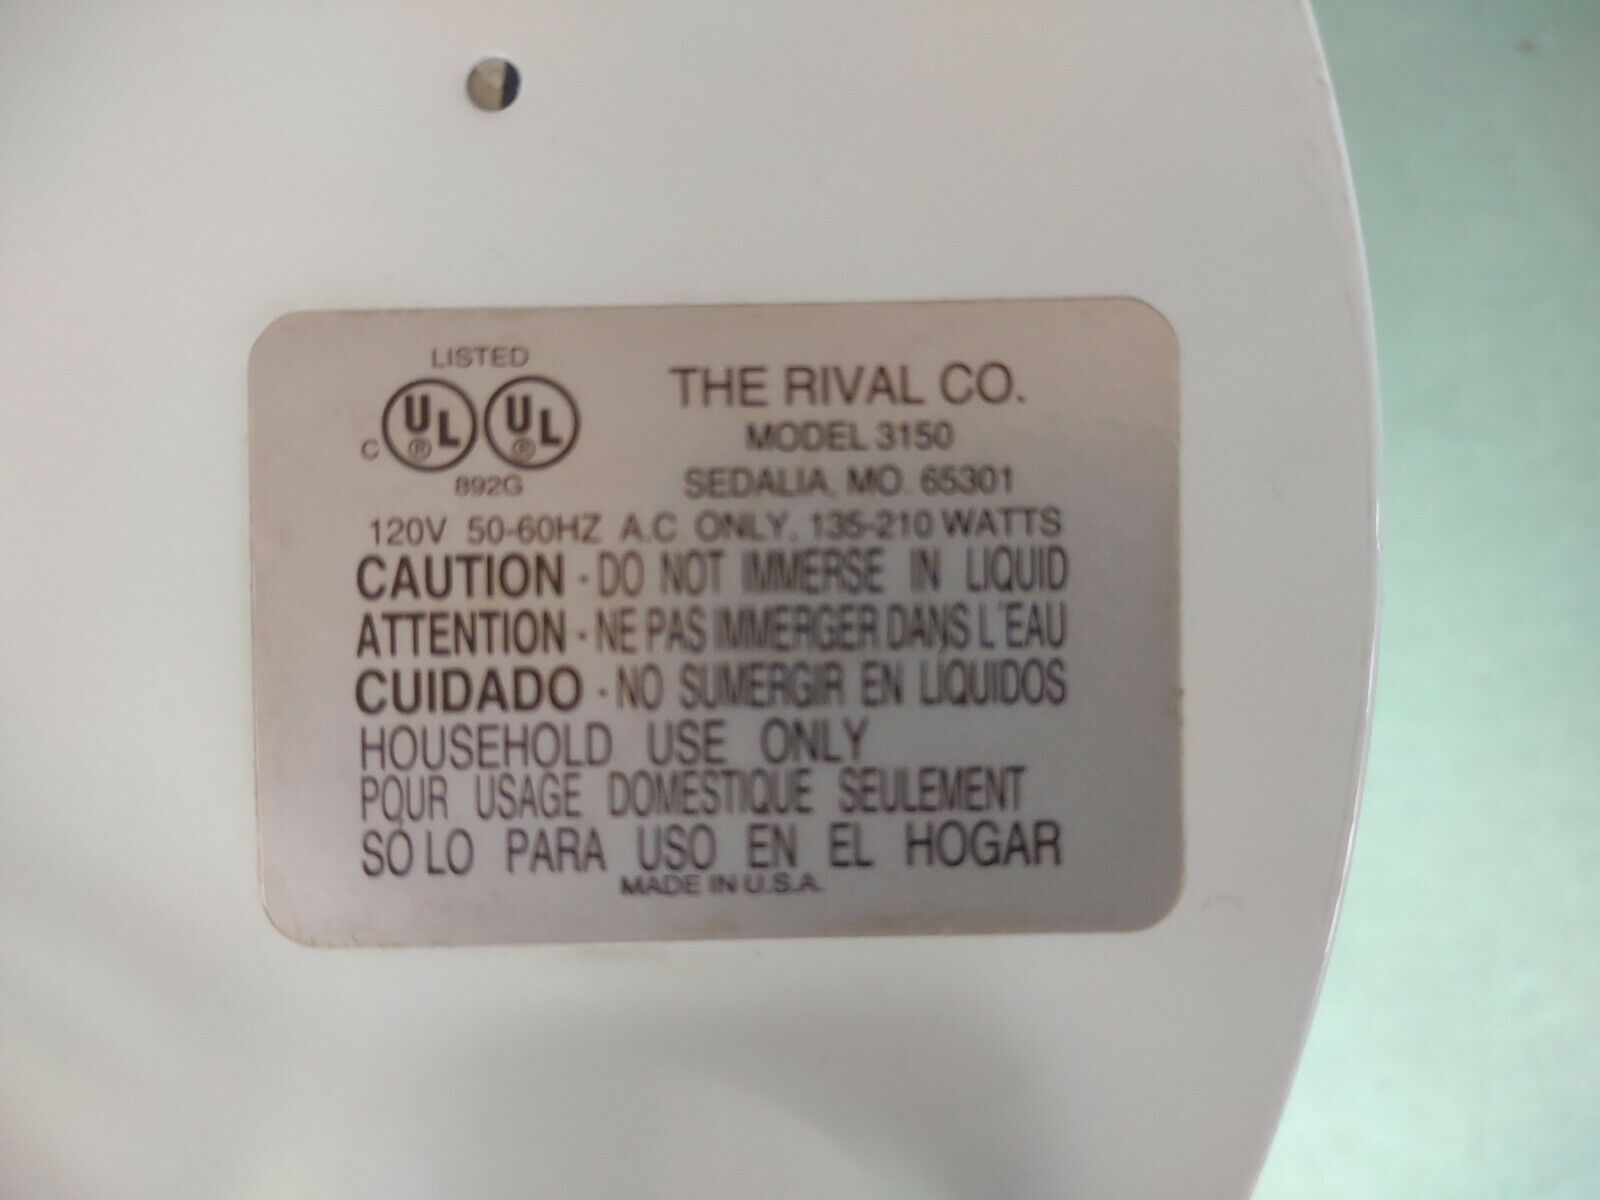 LISTED
C UL® UL®
892G
THE RIVAL CO.
MODEL 3150
SEDALIA, MO. 65301
120V 50-60HZ A.C ONLY. 135-210 WATTS
CAUTION - DO NOT IMMERSE IN LIQUID
ATTENTION - NE PAS IMMERGER DANS L'EAU
CUIDADO - NO SUMERGIR EN LIQUIDOS
HOUSEHOLD USE ONLY
POUR USAGE DOMESTIQUE SEULEMENT
SÓLO PARA USO EN EL HOGAR
MADE IN U.S.A.